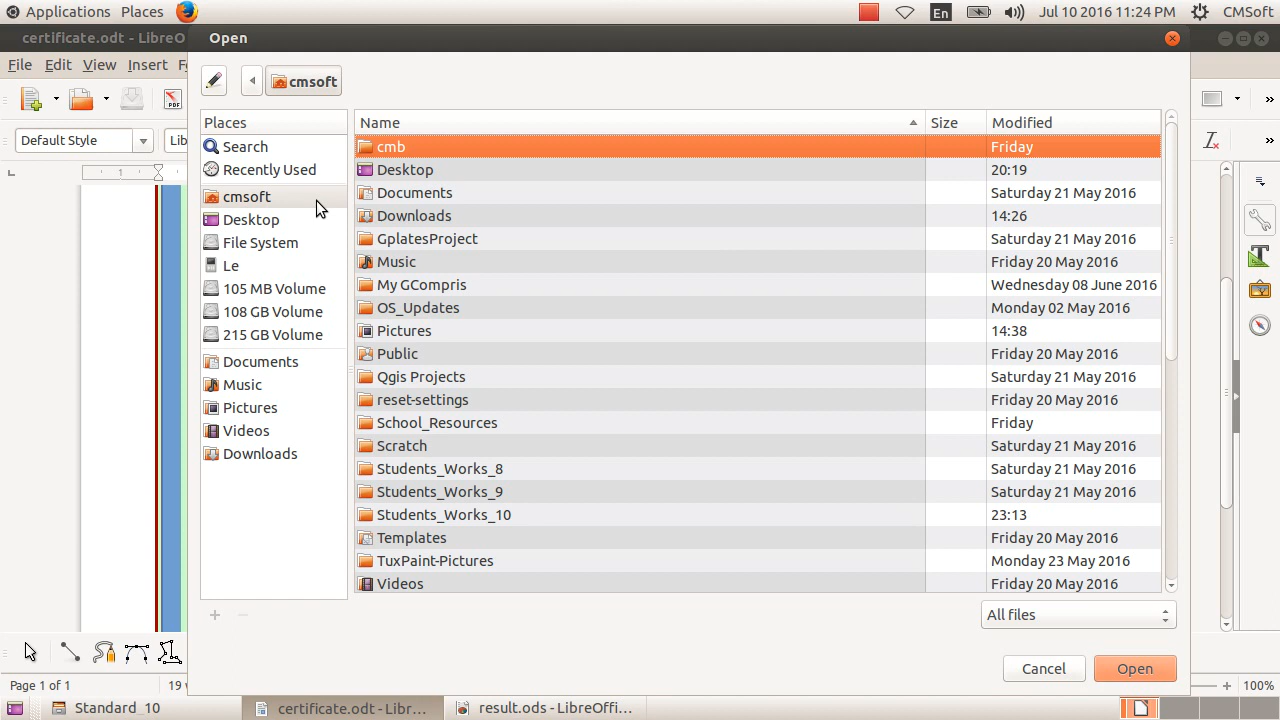 Applications Places En Jul 10 2016 11:24 PM CMSoft
certificate.odt - LibreO Open
File Edit View Insert F cmsoft
PDF
Default Style Lib
1
Places Name Size Modified
Search cmb Friday
Recently Used Desktop 20:19
cmsoft Documents Saturday 21 May 2016
Desktop Downloads 14:26
File System GplatesProject Saturday 21 May 2016
Le Music Friday 20 May 2016
105 MB Volume My GCompris Wednesday 08 June 2016
108 GB Volume OS_Updates Monday 02 May 2016
215 GB Volume Pictures 14:38
Documents Public Friday 20 May 2016
Music Qgis Projects Saturday 21 May 2016
Pictures reset-settings Friday 20 May 2016
Videos School_Resources Friday
Downloads Scratch Saturday 21 May 2016
Students_Works_8 Saturday 21 May 2016
Students_Works_9 Saturday 21 May 2016
Students_Works_10 23:13
Templates Friday 20 May 2016
TuxPaint-Pictures Monday 23 May 2016
Videos Friday 20 May 2016
All files
Cancel Open
Page 1 of 1 19 w 100%
Standard_10 certificate.odt - Libr... result.ods - LibreOffi...